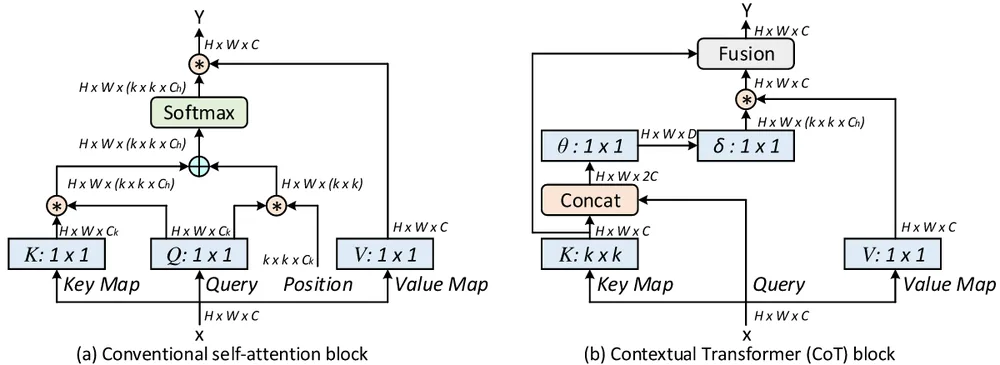 Y
H x W x C
H x W x (k x k x Ch)
Softmax
H x W x (k x k x Ch)
H x W x (k x k x Ch)
H x W x (k x k)
H x W x Ck
H x W x Ck
H x W x C
K: 1 x 1
Q: 1 x 1
k x k x Ck
V: 1 x 1
Key Map
Query
Position
Value Map
H x W x C
x
(a) Conventional self-attention block
Y
H x W x C
Fusion
H x W x C
H x W x (k x k x Ch)
θ : 1 x 1
H x W x D
δ : 1 x 1
H x W x 2C
Concat
H x W x C
H x W x C
K: k x k
V: 1 x 1
Key Map
Query
Value Map
H x W x C
x
(b) Contextual Transformer (CoT) block